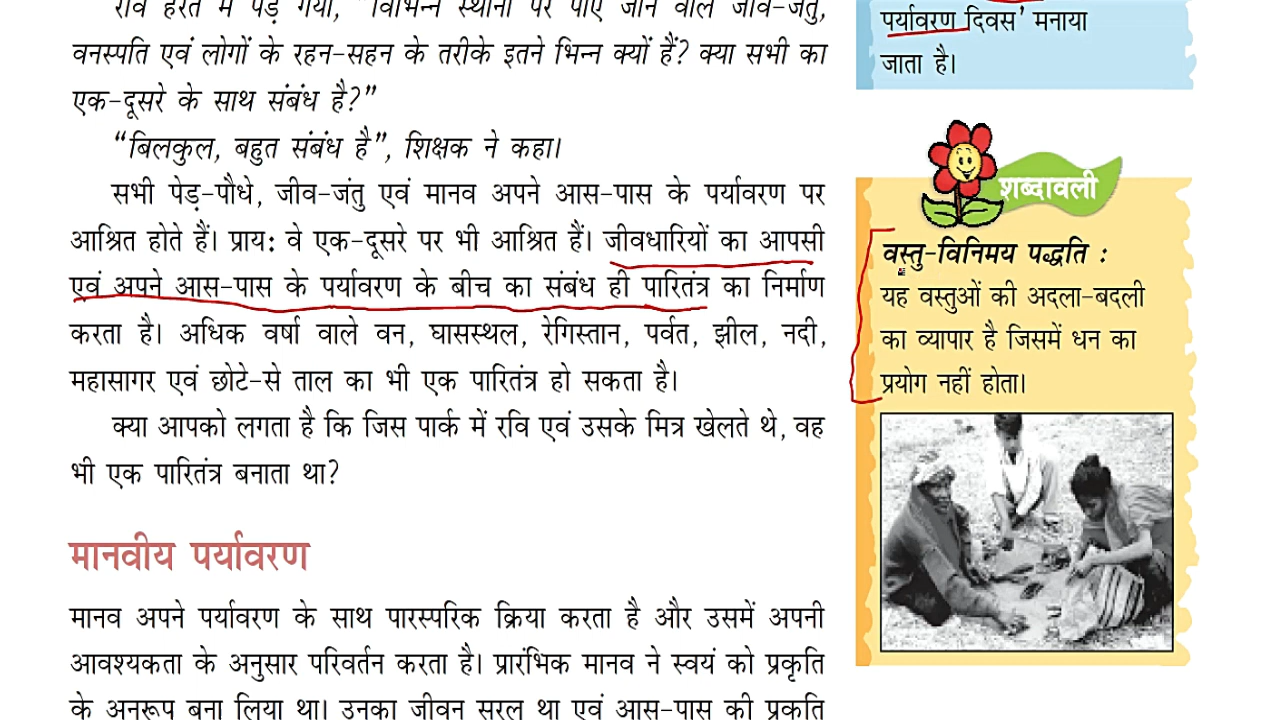 रवि हैरत में पड़ गया, “विभिन्न स्थानों पर पाए जाने वाले जीव-जंतु,
वनस्पति एवं लोगों के रहन-सहन के तरीके इतने भिन्न क्यों हैं? क्या सभी का
एक-दूसरे के साथ संबंध है?”
“बिलकुल, बहुत संबंध है”, शिक्षक ने कहा।
सभी पेड़-पौधे, जीव-जंतु एवं मानव अपने आस-पास के पर्यावरण पर
आश्रित होते हैं। प्राय: वे एक-दूसरे पर भी आश्रित हैं। जीवधारियों का आपसी
एवं अपने आस-पास के पर्यावरण के बीच का संबंध ही पारितंत्र का निर्माण
करता है। अधिक वर्षा वाले वन, घासस्थल, रेगिस्तान, पर्वत, झील, नदी,
महासागर एवं छोटे-से ताल का भी एक पारितंत्र हो सकता है।
क्या आपको लगता है कि जिस पार्क में रवि एवं उसके मित्र खेलते थे, वह
भी एक पारितंत्र बनाता था?
मानवीय पर्यावरण
मानव अपने पर्यावरण के साथ पारस्परिक क्रिया करता है और उसमें अपनी
आवश्यकता के अनुसार परिवर्तन करता है। प्रारंभिक मानव ने स्वयं को प्रकृति
के अनुरूप बना लिया था। उनका जीवन सरल था एवं आस-पास की प्रकृति
पर्यावरण दिवस’ मनाया
जाता है।
शब्दावली
वस्तु-विनिमय पद्धति :
यह वस्तुओं की अदला-बदली
का व्यापार है जिसमें धन का
प्रयोग नहीं होता।